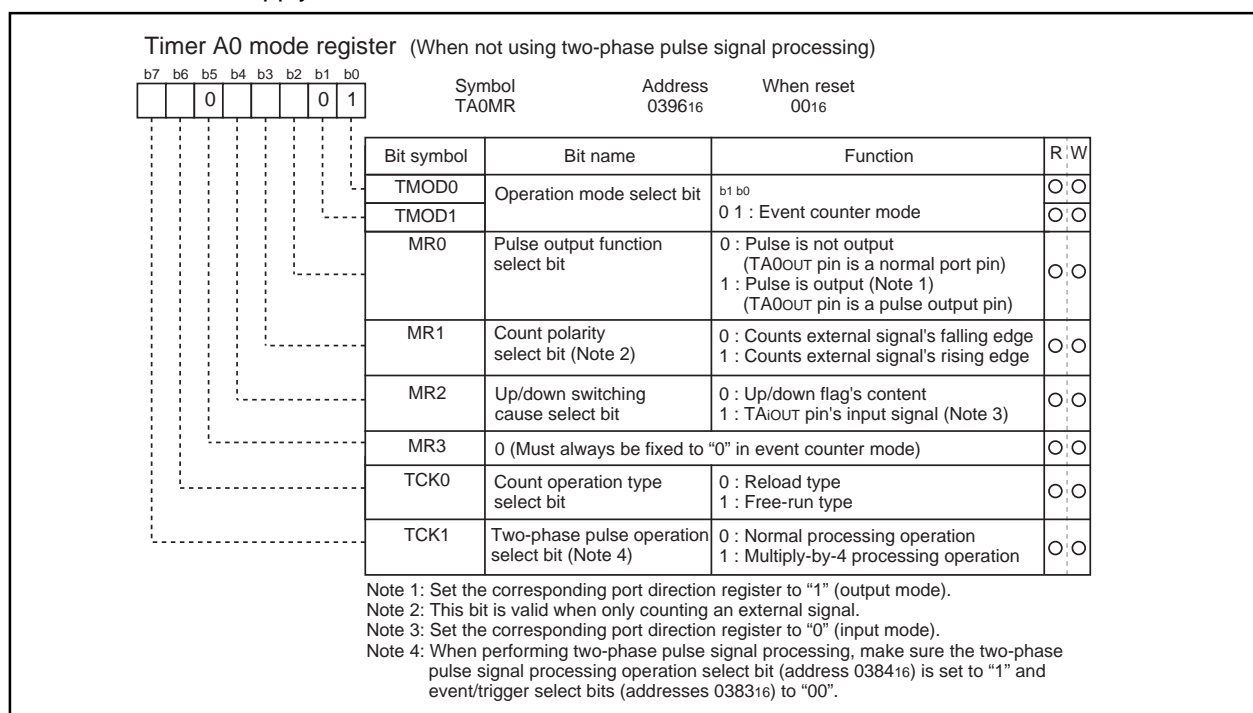 Timer A0 mode register (When not using two-phase pulse signal processing)
b7 b6 b5 b4 b3 b2 b1 b0
0 0 1
Symbol Address When reset
TA0MR 039616 0016
Bit symbol Bit name Function R W
TMOD0 Operation mode select bit b1 b0
TMOD1 0 1 : Event counter mode
MR0 Pulse output function 0 : Pulse is not output
select bit (TA0OUT pin is a normal port pin)
1 : Pulse is output (Note 1)
(TA0OUT pin is a pulse output pin)
MR1 Count polarity 0 : Counts external signal's falling edge
select bit (Note 2) 1 : Counts external signal's rising edge
MR2 Up/down switching 0 : Up/down flag's content
cause select bit 1 : TAiOUT pin's input signal (Note 3)
MR3 0 (Must always be fixed to “0” in event counter mode)
TCK0 Count operation type 0 : Reload type
select bit 1 : Free-run type
TCK1 Two-phase pulse operation 0 : Normal processing operation
select bit (Note 4) 1 : Multiply-by-4 processing operation
Note 1: Set the corresponding port direction register to “1” (output mode).
Note 2: This bit is valid when only counting an external signal.
Note 3: Set the corresponding port direction register to “0” (input mode).
Note 4: When performing two-phase pulse signal processing, make sure the two-phase
pulse signal processing operation select bit (address 038416) is set to “1” and
event/trigger select bits (addresses 038316) to “00”.